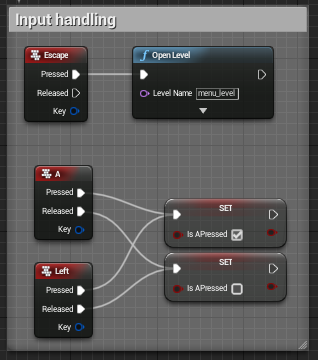 Input handling
Escape
Pressed
Released
Key
Open Level
Level Name menu_level
A
Pressed
Released
Key
Left
Pressed
Released
Key
SET
Is APressed
SET
Is APressed